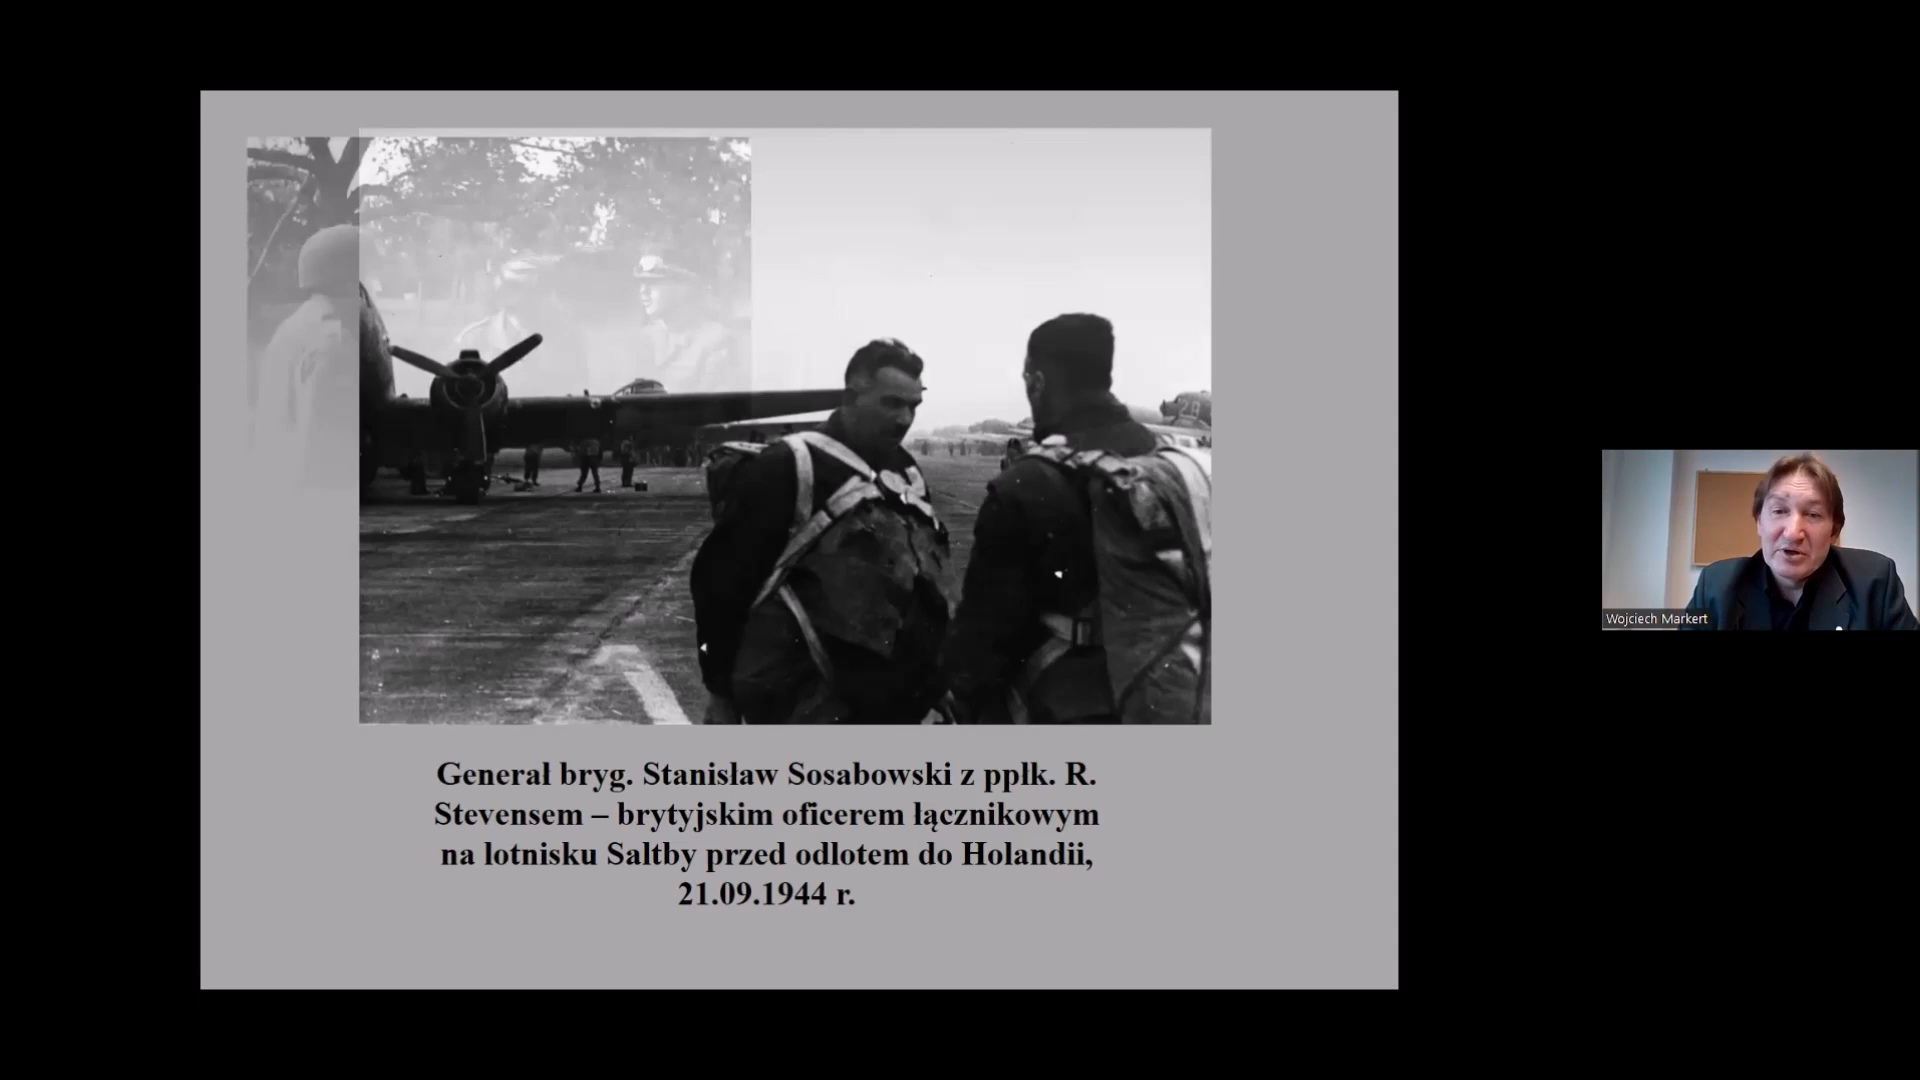 Generał bryg. Stanisław Sosabowski z ppłk. R.
Stevensem – brytyjskim oficerem łącznikowym
na lotnisku Saltby przed odlotem do Holandii,
21.09.1944 r.
Wojciech Markert